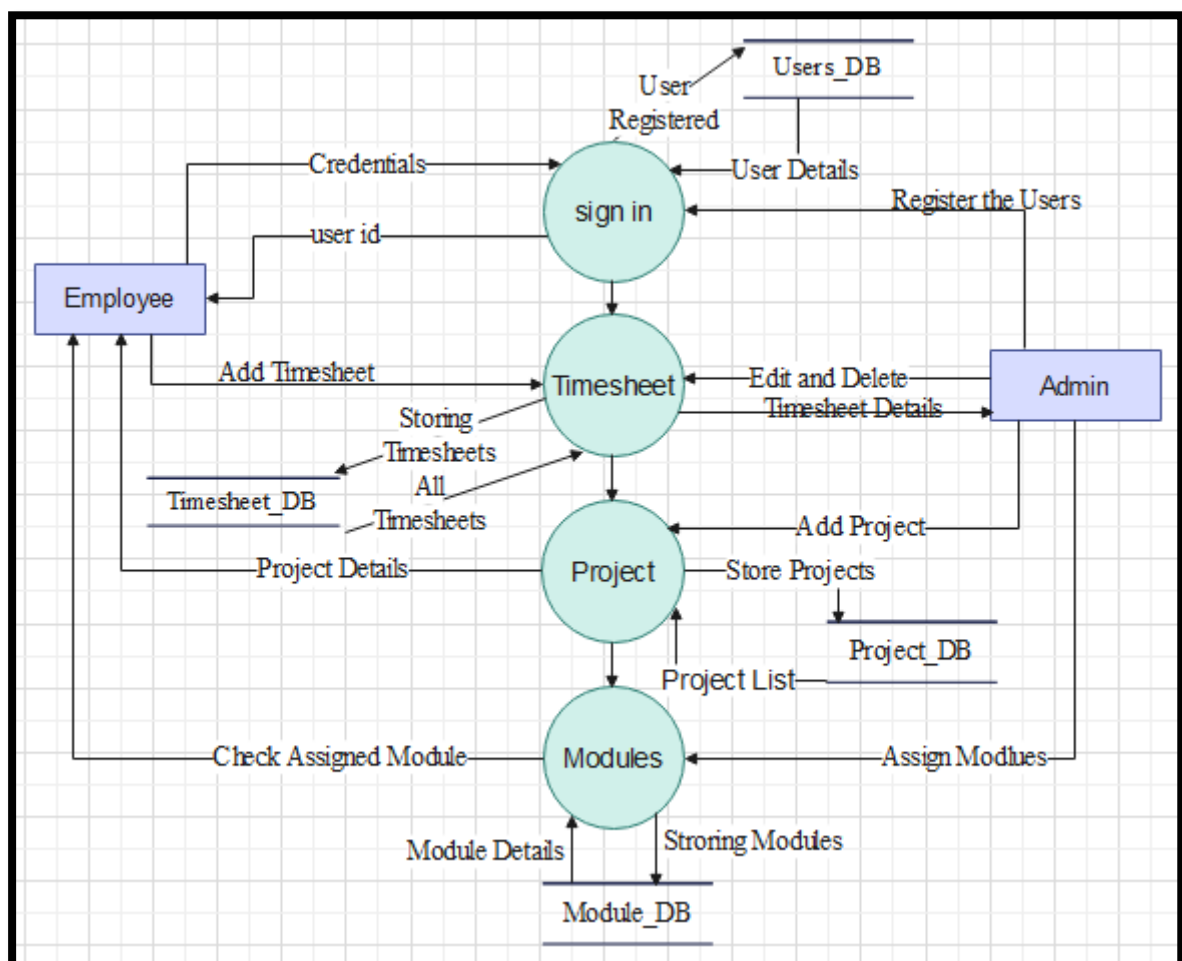 Users_DB
User
Registered
Credentials
User Details
Register the Users
sign in
user id
Employee
Add Timesheet
Timesheet
Edit and Delete
Admin
Timesheet Details
Storing
Timesheets
All
Timesheets
Timesheet_DB
Add Project
Project Details
Project
Store Projects
Project_DB
Project List
Check Assigned Module
Modules
Assign Modlues
Module Details
Stroring Modules
Module_DB